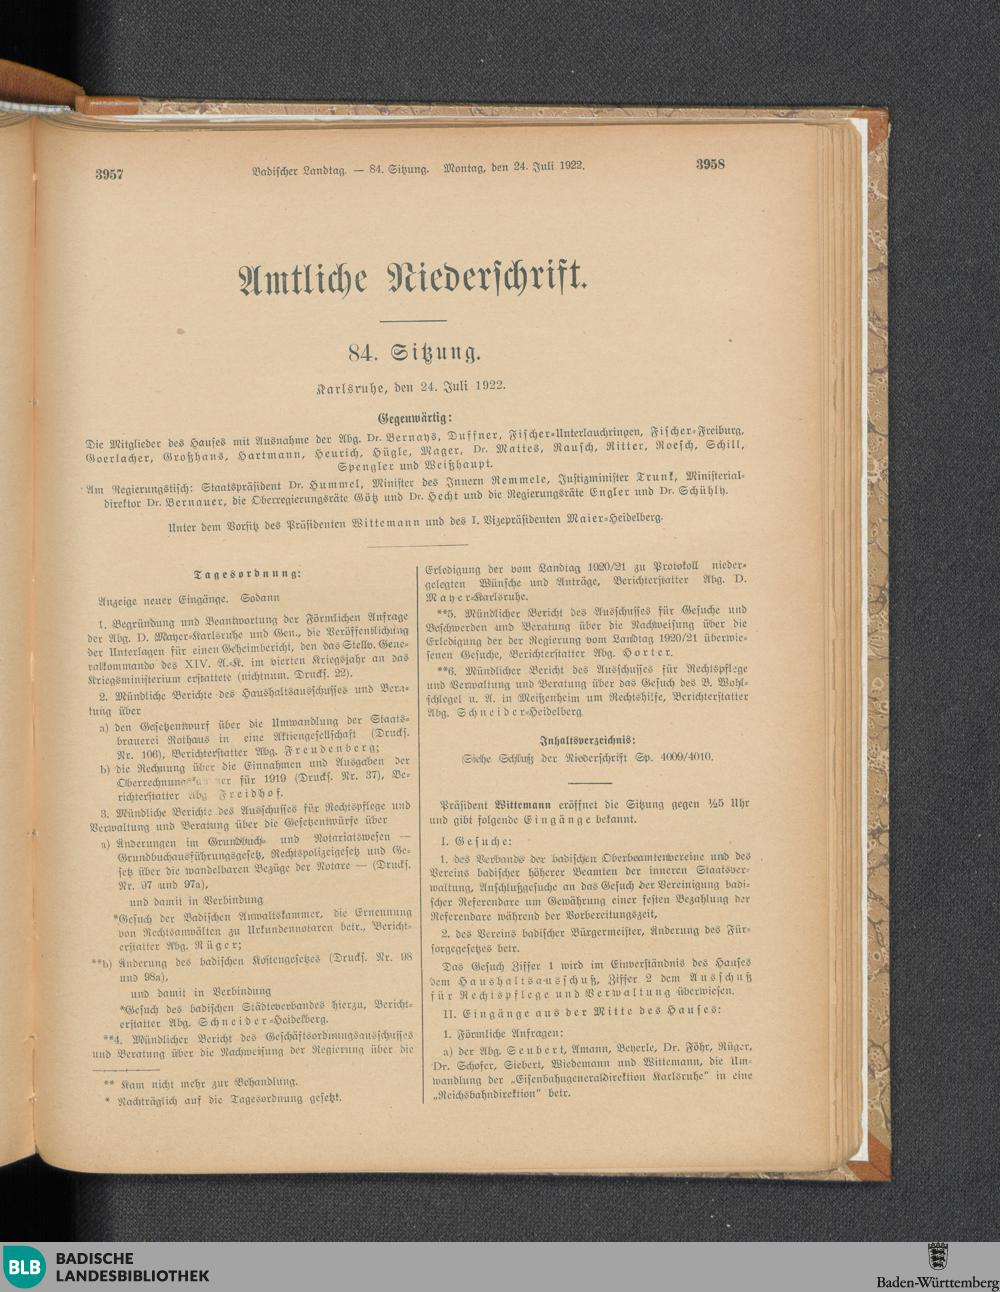 3957
Badischer Landtag. — 84. Sitzung. Montag, den 24. Juli 1922.
3958
Amtliche Niederschrift.
84. Sitzung.
Karlsruhe, den 24. Juli 1922.
Gegenwärtig:
Die Mitglieder des Hauses mit Ausnahme der Abg. Dr. Bernays, Duffner, Fischer-Unterlauchringen, Fischer-Freiburg,
Goerlacher, Großhans, Hartmann, Heurich, Hügle, Mager, Dr. Mattes, Rausch, Ritter, Roesch, Schill,
Spengler und Weißhaupt.
Am Regierungstisch: Staatspräsident Dr. Hummel, Minister des Innern Remmele, Justizminister Trunk, Ministerial-
direktor Dr. Bernauer, die Oberregierungsräte Götz und Dr. Hecht und die Regierungsräte Engler und Dr. Schühly.
Unter dem Vorsitz des Präsidenten Wittemann und des I. Vizepräsidenten Maier-Heidelberg.
Tagesordnung:
Anzeige neuer Eingänge. Sodann
1. Begründung und Beantwortung der Förmlichen Anfrage
der Abg. D. Mayer-Karlsruhe und Gen., die Veröffentlichung
der Unterlagen für einen Geheimbericht, den das Stellv. Gene-
ralkommando des XIV. A.-K. im vierten Kriegsjahr an das
Kriegsministerium erstattete (nichtnum. Drucks. 22).
2. Mündliche Berichte des Haushaltsausschusses und Bera-
tung über
a) den Gesetzentwurf über die Umwandlung der Staats-
brauerei Rothaus in eine Aktiengesellschaft (Drucks.
Nr. 106), Berichterstatter Abg. Freudenberg;
b) die Rechnung über die Einnahmen und Ausgaben der
für 1919 (Drucks. Nr. 37), Be-
richterstatter Abg. Freidhof.
3. Mündliche Berichte des Ausschusses für Rechtspflege und
Verwaltung und Beratung über die Gesetzentwürfe über
a) Änderungen im Grundbuch- und Notariatswesen —
Grundbuchausführungsgesetz, Rechtspolizeigesetz und Ge-
setz über die wandelbaren Bezüge der Notare — (Drucks.
Nr. 97 und 97a),
und damit in Verbindung
*Gesuch der Badischen Anwaltskammer, die Ernennung
von Rechtsanwälten zu Urkundennotaren betr., Bericht-
erstatter Abg. Rüger;
**b) Änderung des badischen Kostengesetzes (Drucks. Nr. 98
und 98a),
und damit in Verbindung
*Gesuch des badischen Städteverbandes hierzu, Bericht-
erstatter Abg. Schneider-Heidelberg.
**4. Mündlicher Bericht des Geschäftsordnungsausschusses
und Beratung über die Nachweisung der Regierung über die
** Kam nicht mehr zur Behandlung.
* Nachträglich auf die Tagesordnung gesetzt.
Erledigung der vom Landtag 1920/21 zu Protokoll nieder-
gelegten Wünsche und Anträge, Berichterstatter Abg. D.
Mayer-Karlsruhe.
**5. Mündlicher Bericht des Ausschusses für Gesuche und
Beschwerden und Beratung über die Nachweisung über die
Erledigung der der Regierung vom Landtag 1920/21 überwie-
senen Gesuche, Berichterstatter Abg. Horter.
**6. Mündlicher Bericht des Ausschusses für Rechtspflege
und Verwaltung und Beratung über das Gesuch des B. Wohl-
schlegel u. A. in Meißenheim um Rechtshilfe, Berichterstatter
Abg. Schneider-Heidelberg
Inhaltsverzeichnis:
Siehe Schluß der Niederschrift Sp. 4009/4010.
Präsident Wittemann eröffnet die Sitzung gegen ½5 Uhr
und gibt folgende Eingänge bekannt.
I. Gesuche:
1. des Verbands der badischen Oberbeamtenvereine und des
Vereins badischer höherer Beamten der inneren Staatsver-
waltung, Anschlußgesuche an das Gesuch der Vereinigung badi-
scher Referendare um Gewährung einer festen Bezahlung der
Referendare während der Vorbereitungszeit,
2. des Vereins badischer Bürgermeister, Änderung des Für-
sorgegesetzes betr.
Das Gesuch Ziffer 1 wird im Einverständnis des Hauses
dem Haushaltsausschuß, Ziffer 2 dem Ausschuß
für Rechtspflege und Verwaltung überwiesen.
II. Eingänge aus der Mitte des Hauses:
1. Förmliche Anfragen:
a) der Abg. Seubert, Amann, Beyerle, Dr. Föhr, Rüger,
Dr. Schofer, Siebert, Wiedemann und Wittemann, die Um-
wandlung der „Eisenbahngeneraldirektion Karlsruhe“ in eine
„Reichsbahndirektion“ betr.
BLB
BADISCHE
LANDESBIBLIOTHEK
Baden-Württemberg